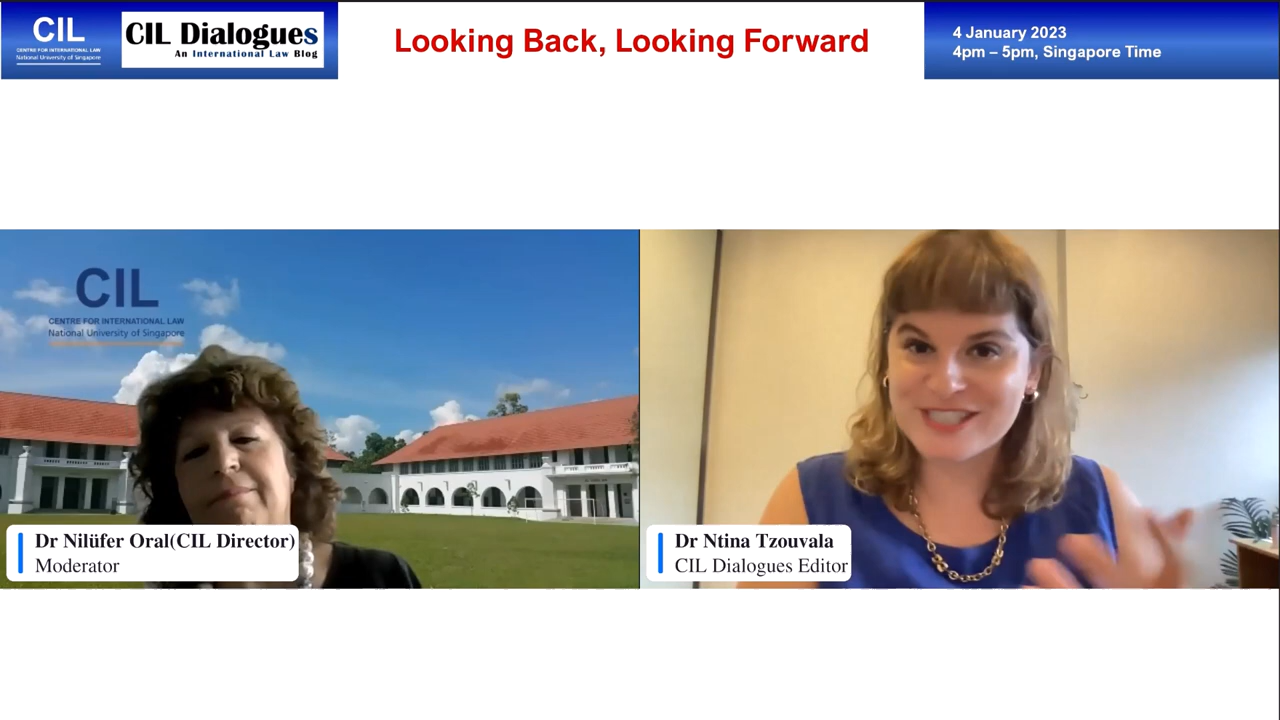 CIL
CENTRE FOR INTERNATIONAL LAW
National University of Singapore
CIL Dialogues
An International Law Blog
Looking Back, Looking Forward
4 January 2023
4pm – 5pm, Singapore Time
CIL
CENTRE FOR INTERNATIONAL LAW
National University of Singapore
Dr Nilüfer Oral(CIL Director)
Moderator
Dr Ntina Tzouvala
CIL Dialogues Editor